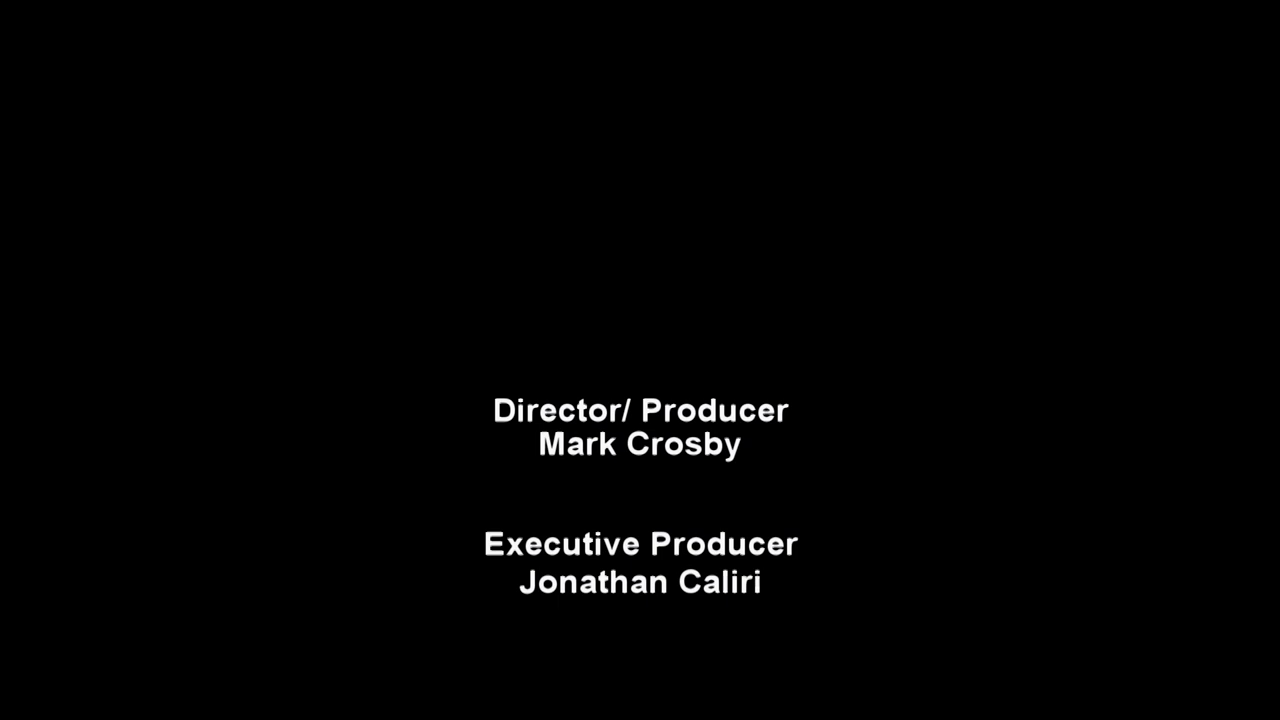 Director/ Producer
Mark Crosby
Executive Producer
Jonathan Caliri